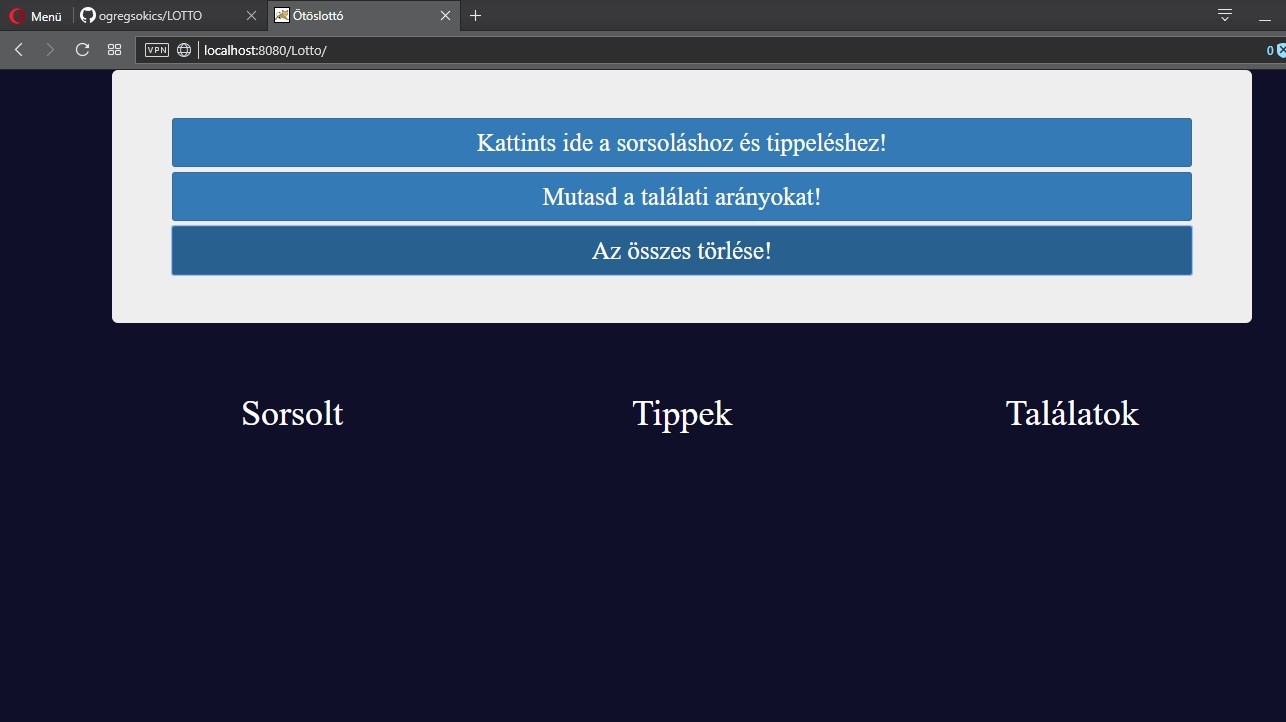 Menü ogregsokics/LOTTO Ötöslottó
VPN localhost:8080/Lotto/ 0
Kattints ide a sorsoláshoz és tippeléshez!
Mutasd a találati arányokat!
Az összes törlése!
Sorsolt Tippek Találatok